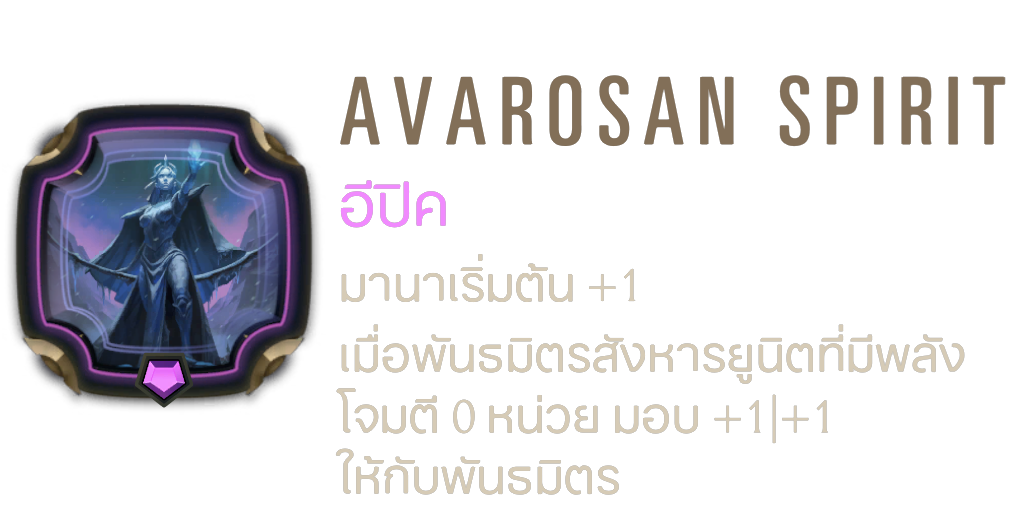 AVAROSAN SPIRIT
อีปิค
มานาเริ่มต้น +1
เมื่อพันธมิตรสังหารยูนิตที่มีพลัง
โจมตี 0 หน่วย มอบ +1|+1
ให้กับพันธมิตร